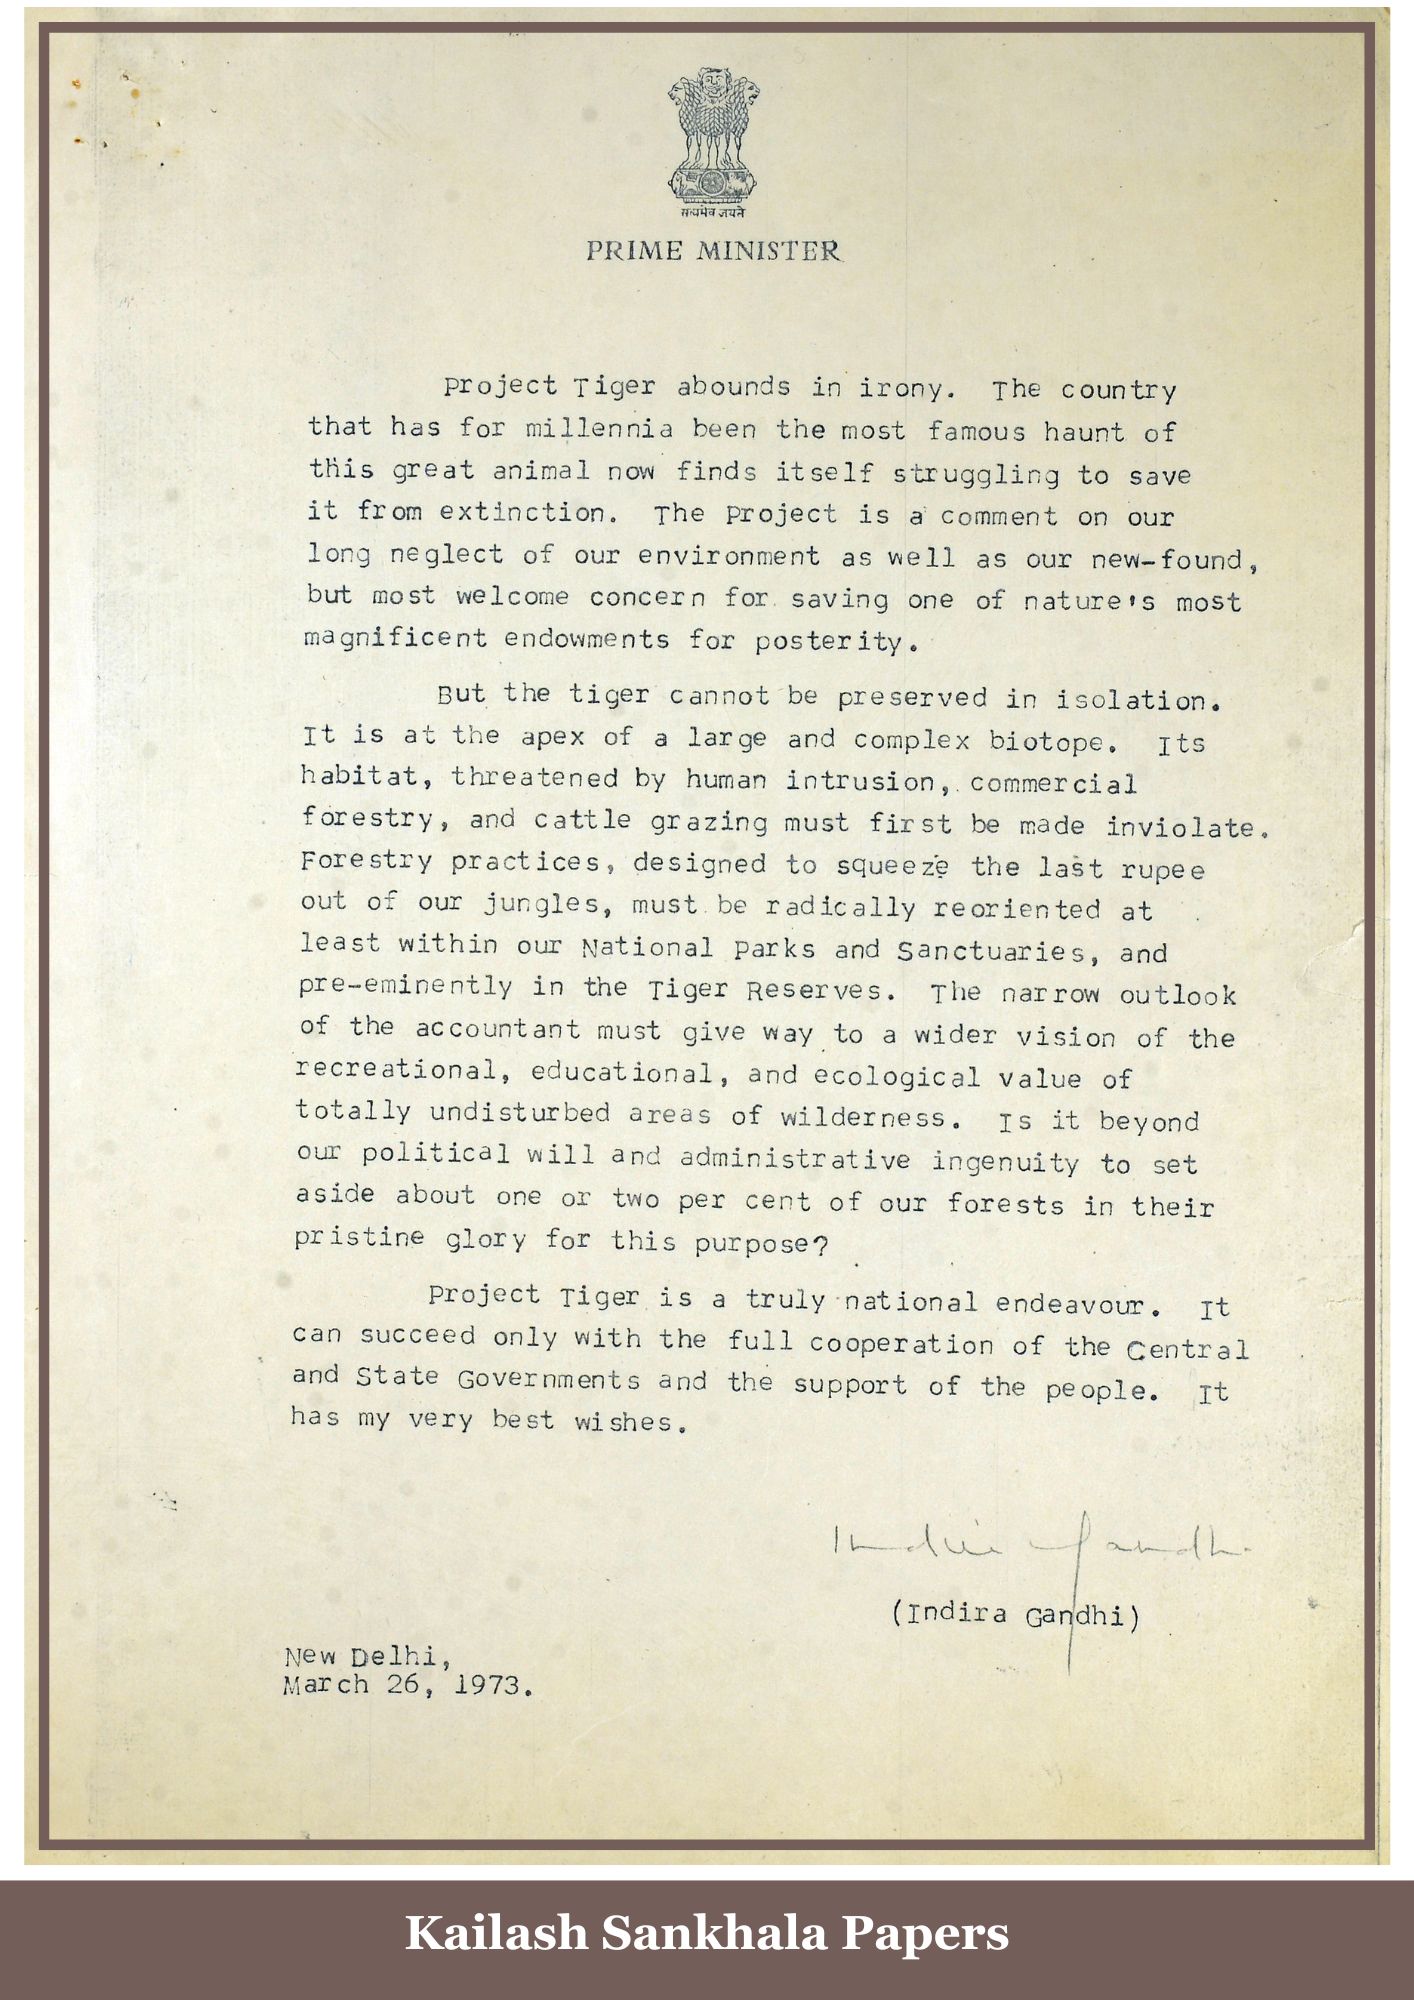 सत्यमेव जयते
PRIME MINISTER
Project Tiger abounds in irony. The country
that has for millennia been the most famous haunt of
this great animal now finds itself struggling to save
it from extinction. The Project is a comment on our
long neglect of our environment as well as our new-found,
but most welcome concern for saving one of nature's most
magnificent endowments for posterity.
But the tiger cannot be preserved in isolation.
It is at the apex of a large and complex biotope. Its
habitat, threatened by human intrusion, commercial
forestry, and cattle grazing must first be made inviolate.
Forestry practices, designed to squeeze the last rupee
out of our jungles, must be radically reoriented at
least within our National Parks and Sanctuaries, and
pre-eminently in the Tiger Reserves. The narrow outlook
of the accountant must give way to a wider vision of the
recreational, educational, and ecological value of
totally undisturbed areas of wilderness. Is it beyond
our political will and administrative ingenuity to set
aside about one or two per cent of our forests in their
pristine glory for this purpose?
Project Tiger is a truly national endeavour. It
can succeed only with the full cooperation of the Central
and State Governments and the support of the people. It
has my very best wishes.
Indira Gandhi
(Indira Gandhi)
New Delhi,
March 26, 1973.
Kailash Sankhala Papers